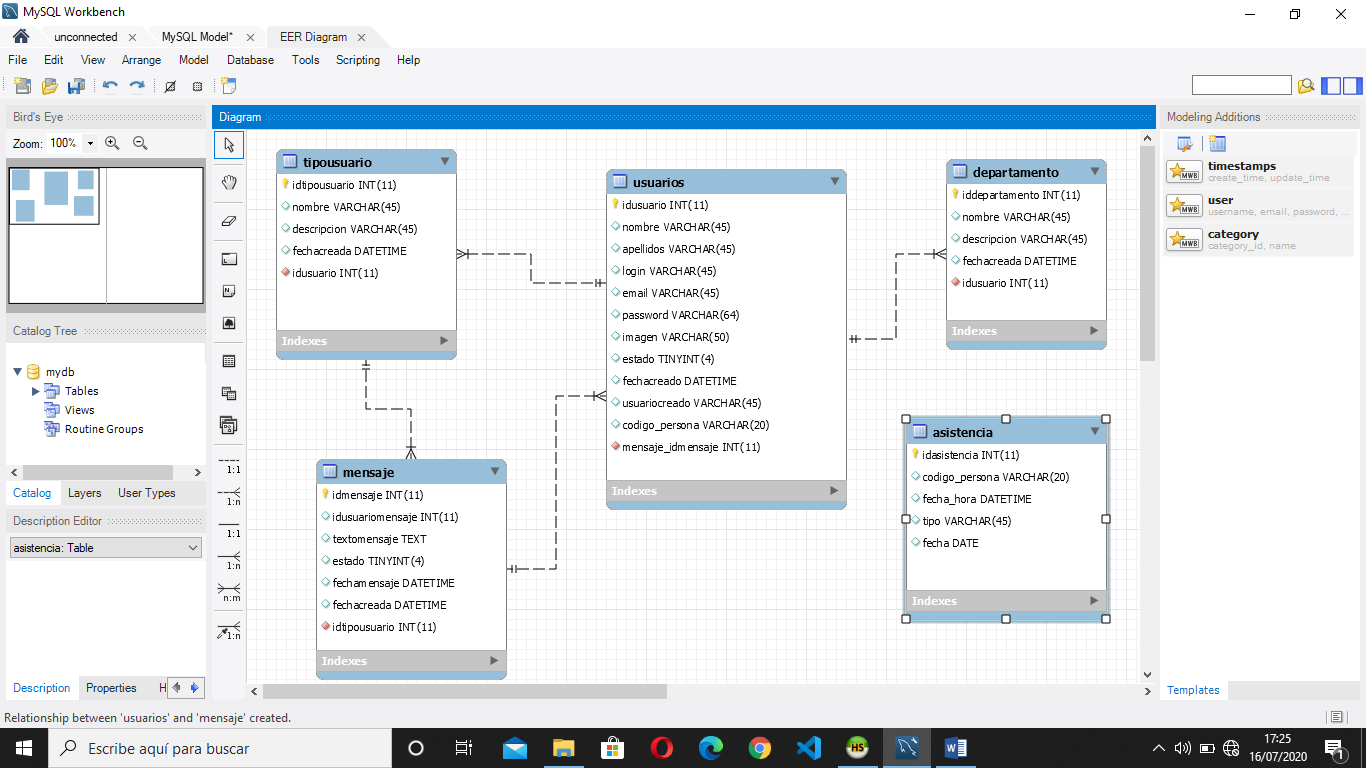 MySQL Workbench
unconnected
MySQL Model*
EER Diagram
File Edit View Arrange Model Database Tools Scripting Help
Bird's Eye
Zoom: 100%
Catalog Tree
mydb
Tables
Views
Routine Groups
Catalog Layers User Types
Description Editor
asistencia: Table
Description Properties H
1:1
1:n
1:1
1:n
n:m
1:n
Diagram
tipousuario
idtipousuario INT(11)
nombre VARCHAR(45)
descripcion VARCHAR(45)
fechacreada DATETIME
idusuario INT(11)
Indexes
usuarios
idusuario INT(11)
nombre VARCHAR(45)
apellidos VARCHAR(45)
login VARCHAR(45)
email VARCHAR(45)
password VARCHAR(64)
imagen VARCHAR(50)
estado TINYINT(4)
fechacreado DATETIME
usuariocreado VARCHAR(45)
codigo_persona VARCHAR(20)
mensaje_idmensaje INT(11)
Indexes
departamento
iddepartamento INT(11)
nombre VARCHAR(45)
descripcion VARCHAR(45)
fechacreada DATETIME
idusuario INT(11)
Indexes
mensaje
idmensaje INT(11)
idusuariomensaje INT(11)
textomensaje TEXT
estado TINYINT(4)
fechamensaje DATETIME
fechacreada DATETIME
idtipousuario INT(11)
Indexes
asistencia
idasistencia INT(11)
codigo_persona VARCHAR(20)
fecha_hora DATETIME
tipo VARCHAR(45)
fecha DATE
Indexes
Modeling Additions
MWB
timestamps
create_time, update_time
MWB
user
username, email, password, ...
MWB
category
category_id, name
Templates
Relationship between 'usuarios' and 'mensaje' created.
Escribe aquí para buscar
HS
17:25
16/07/2020
1